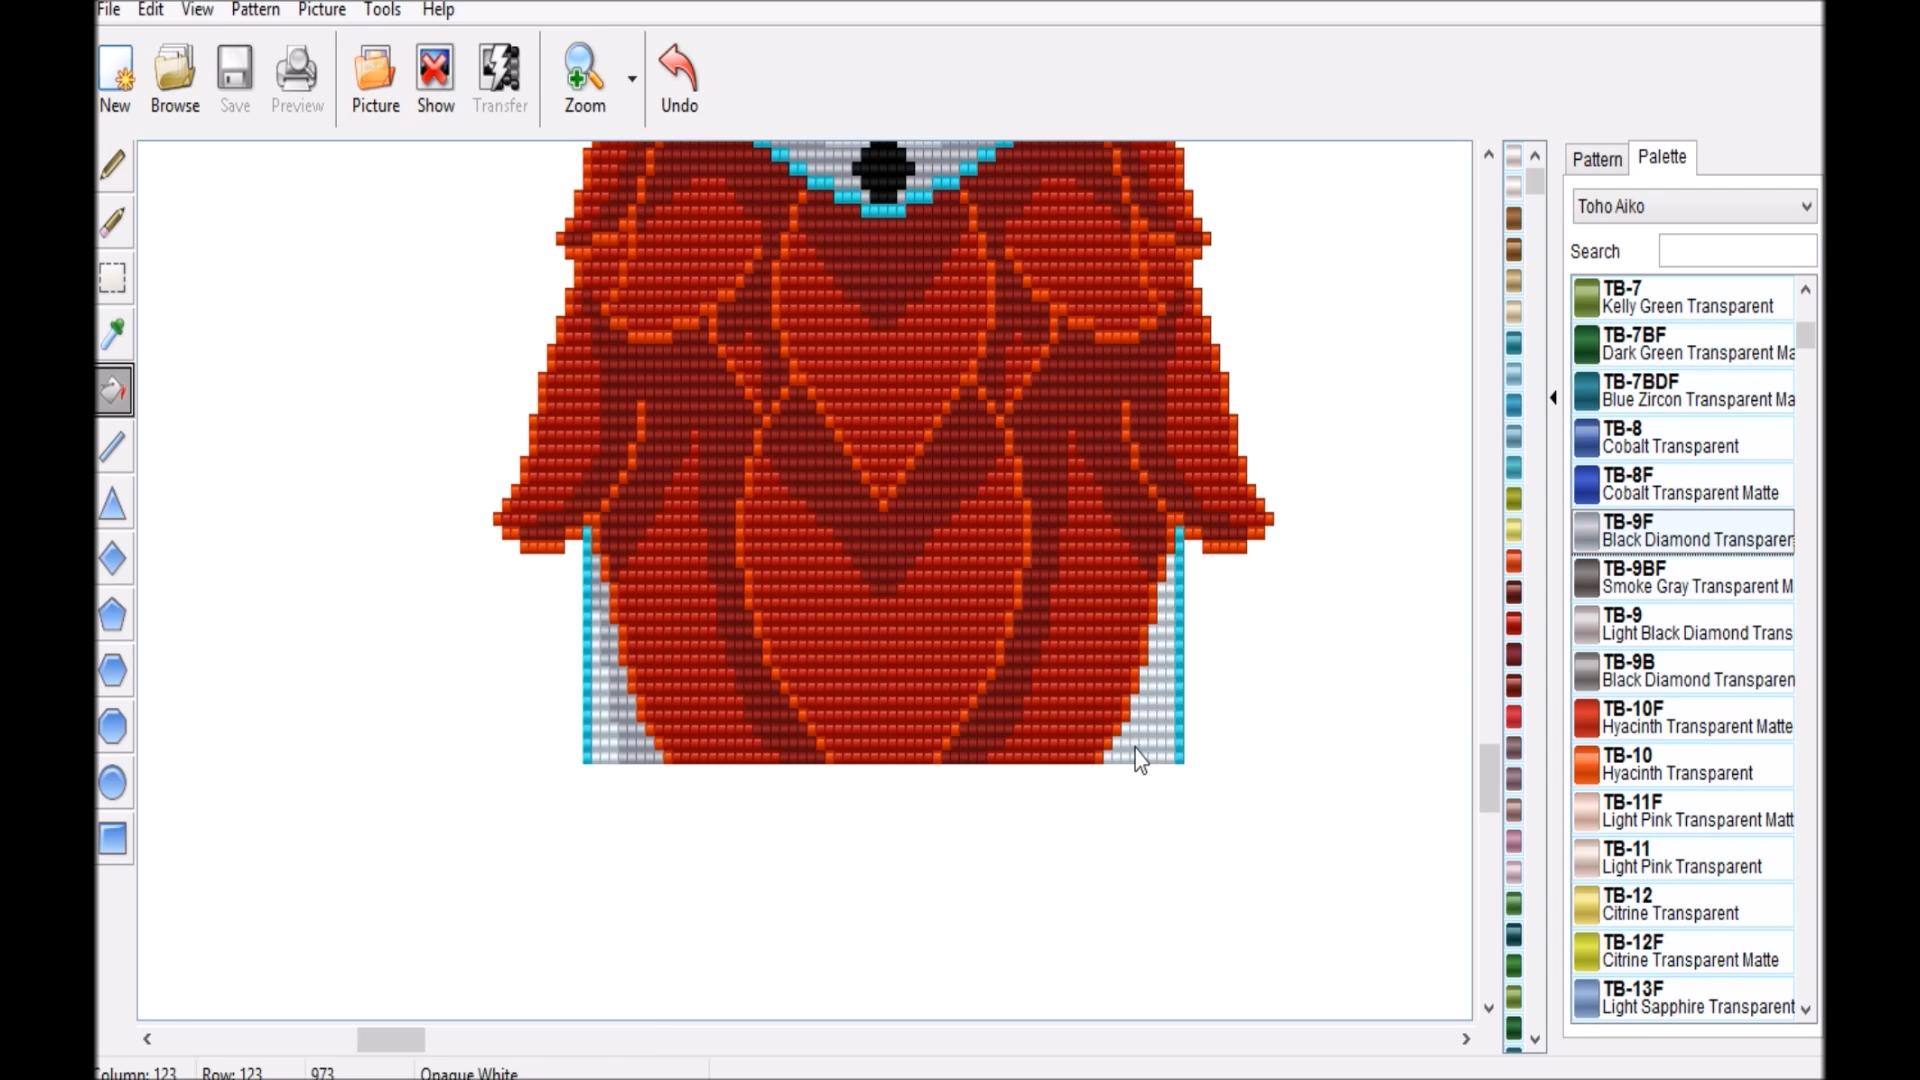 File Edit View Pattern Picture Tools Help
New Browse Save Preview Picture Show Transfer Zoom Undo
Pattern Palette
Toho Aiko
Search
TB-7
Kelly Green Transparent
TB-7BF
Dark Green Transparent Ma
TB-7BDF
Blue Zircon Transparent Ma
TB-8
Cobalt Transparent
TB-8F
Cobalt Transparent Matte
TB-9F
Black Diamond Transparen
TB-9BF
Smoke Gray Transparent M
TB-9
Light Black Diamond Trans
TB-9B
Black Diamond Transparen
TB-10F
Hyacinth Transparent Matte
TB-10
Hyacinth Transparent
TB-11F
Light Pink Transparent Matt
TB-11
Light Pink Transparent
TB-12
Citrine Transparent
TB-12F
Citrine Transparent Matte
TB-13F
Light Sapphire Transparent
Column: 123 Row: 123 973 Opaque White